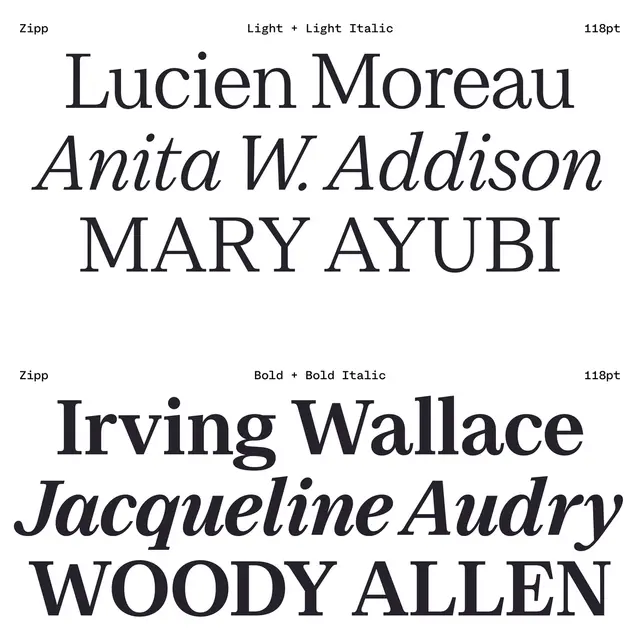 Zipp Light + Light Italic 118pt
Lucien Moreau
Anita W. Addison
MARY AYUBI
Zipp Bold + Bold Italic 118pt
Irving Wallace
Jacqueline Audry
WOODY ALLEN